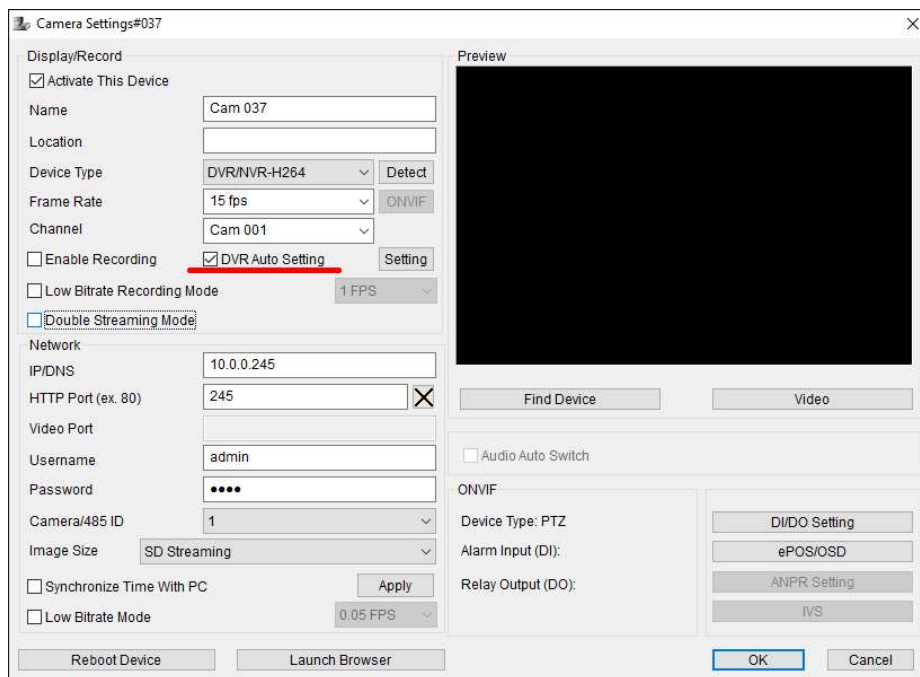 Camera Settings#037
Display/Record
Activate This Device
Name Cam 037
Location
Device Type DVR/NVR-H264 Detect
Frame Rate 15 fps ONVIF
Channel Cam 001
Enable Recording DVR Auto Setting Setting
Low Bitrate Recording Mode 1 FPS
Double Streaming Mode
Network
IP/DNS 10.0.0.245
HTTP Port (ex. 80) 245
Video Port
Username admin
Password ••••
Camera/485 ID 1
Image Size SD Streaming
Synchronize Time With PC Apply
Low Bitrate Mode 0.05 FPS
Reboot Device Launch Browser
Preview
Find Device Video
Audio Auto Switch
ONVIF
Device Type: PTZ
Alarm Input (DI):
Relay Output (DO):
DI/DO Setting
ePOS/OSD
ANPR Setting
IVS
OK Cancel